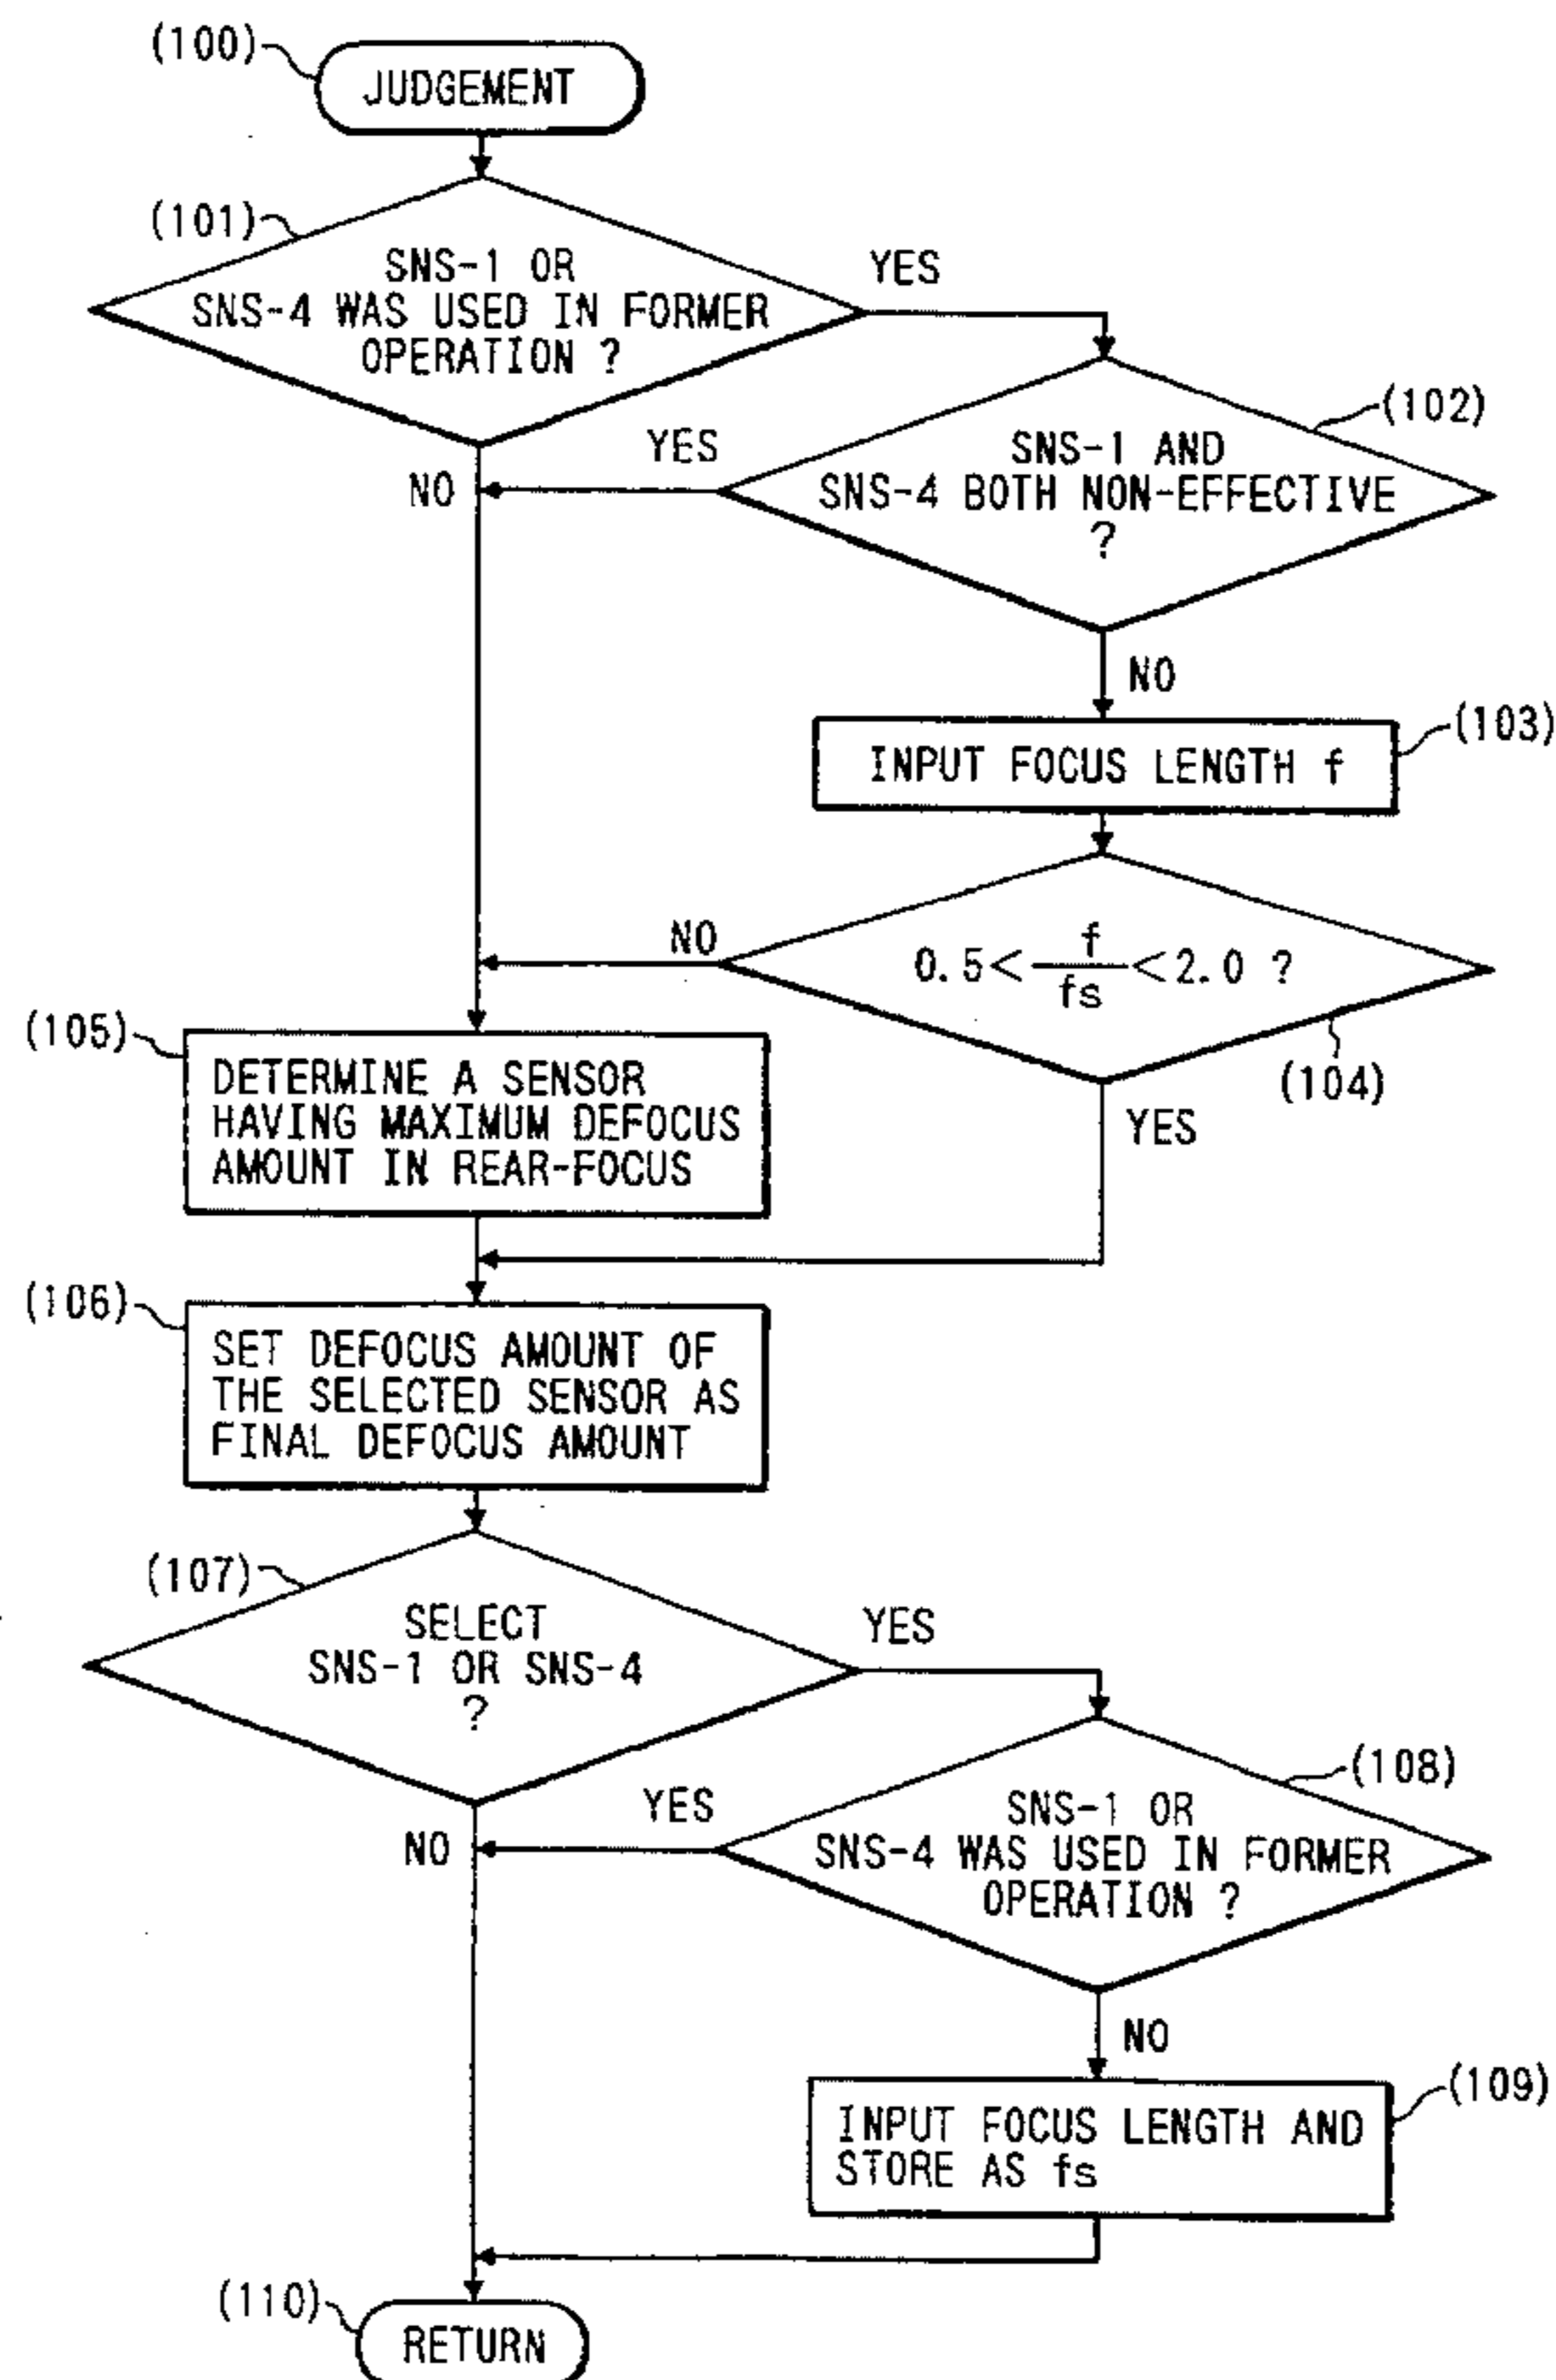 (100)
JUDGEMENT
(101)
SNS-1 OR
SNS-4 WAS USED IN FORMER
OPERATION ?
YES
NO
(102)
SNS-1 AND
SNS-4 BOTH NON-EFFECTIVE
?
YES
NO
(103)
INPUT FOCUS LENGTH f
0.5< f/fs <2.0 ?
NO
(104)
YES
(105)
DETERMINE A SENSOR
HAVING MAXIMUM DEFOCUS
AMOUNT IN REAR-FOCUS
(106)
SET DEFOCUS AMOUNT OF
THE SELECTED SENSOR AS
FINAL DEFOCUS AMOUNT
(107)
SELECT
SNS-1 OR SNS-4
?
YES
NO
(108)
SNS-1 OR
SNS-4 WAS USED IN FORMER
OPERATION ?
YES
NO
(109)
INPUT FOCUS LENGTH AND
STORE AS fs
(110)
RETURN